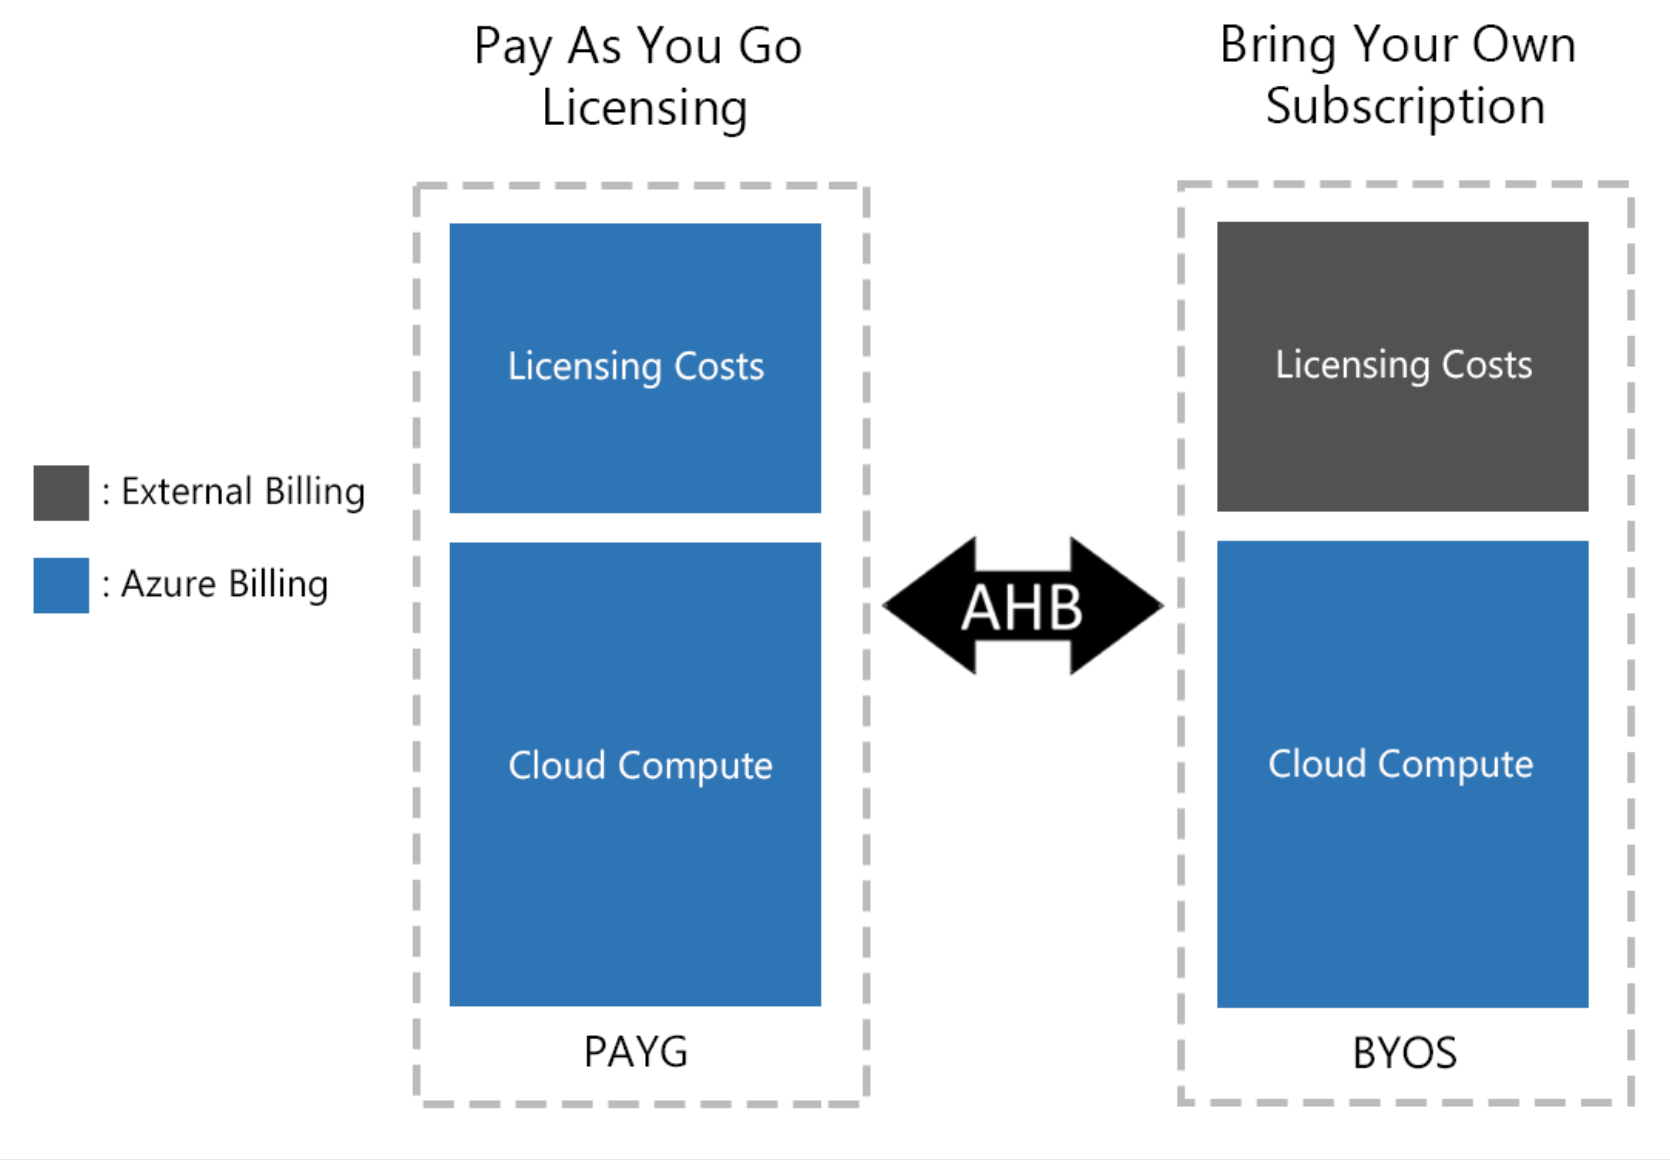 Pay As You Go
Licensing
Bring Your Own
Subscription
: External Billing
: Azure Billing
Licensing Costs
Cloud Compute
PAYG
AHB
Licensing Costs
Cloud Compute
BYOS